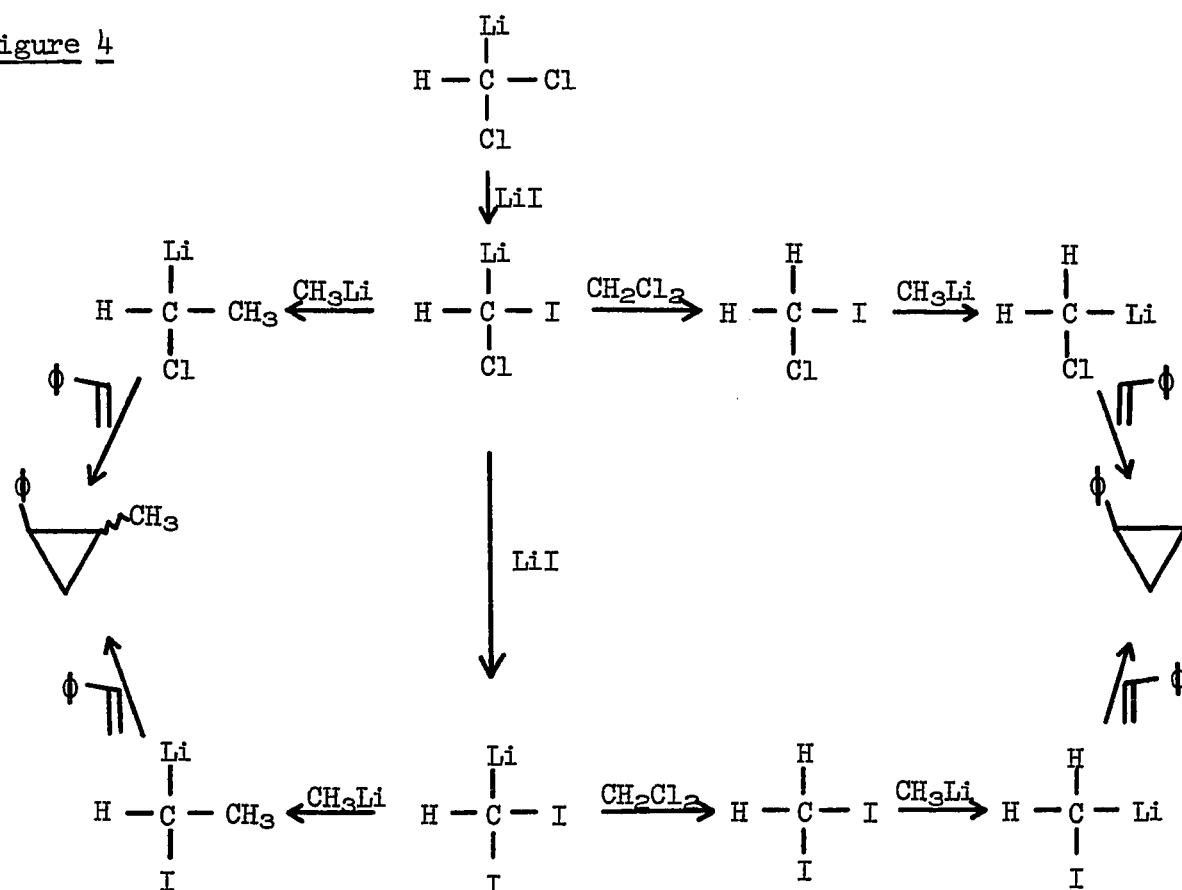 igure 4
Li
H — C — Cl
Cl
LiI
Li
H — C — CH3
Cl
CH3Li
Li
H — C — I
Cl
CH2Cl2
H
H — C — I
Cl
CH3Li
H
H — C — Li
Cl
ϕ
ϕ
ϕ
CH3
LiI
ϕ
ϕ
ϕ
Li
H — C — CH3
I
CH3Li
Li
H — C — I
I
CH2Cl2
H
H — C — I
I
CH3Li
H
H — C — Li
I